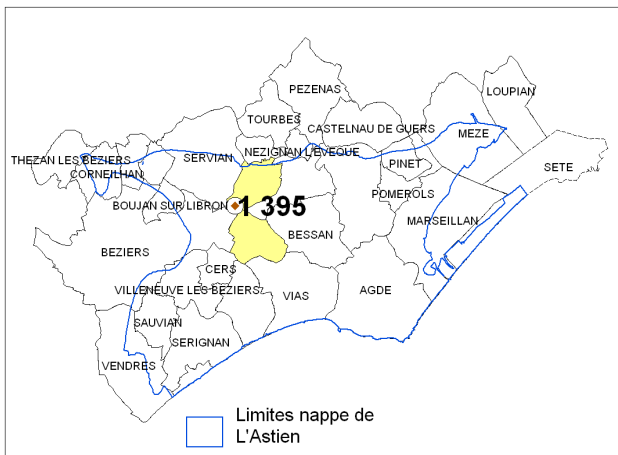 PEZENAS
LOUPIAN
TOURBES
CASTELNAU DE GUERS
MEZE
NEZIGNAN L'EVEQUE
SERVIAN
THEZAN LES BEZIERS
PINET
SETE
CORNEILHAN
POMEROLS
BOUJAN SUR LIBRON
1 395
MARSEILLAN
BESSAN
BEZIERS
CERS
VILLENEUVE LES BEZIERS
VIAS
AGDE
SAUVIAN
SERIGNAN
VENDRES
Limites nappe de
L'Astien